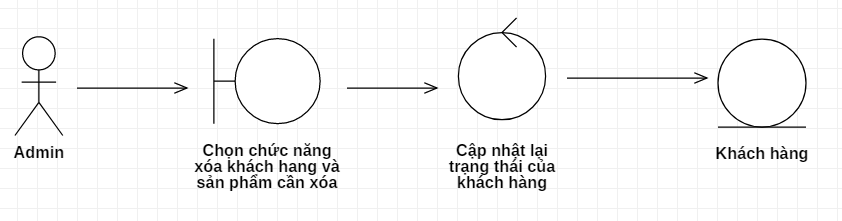 Admin
Chọn chức năng
xóa khách hang và
sản phẩm cần xóa
Cập nhật lại
trạng thái của
khách hàng
Khách hàng